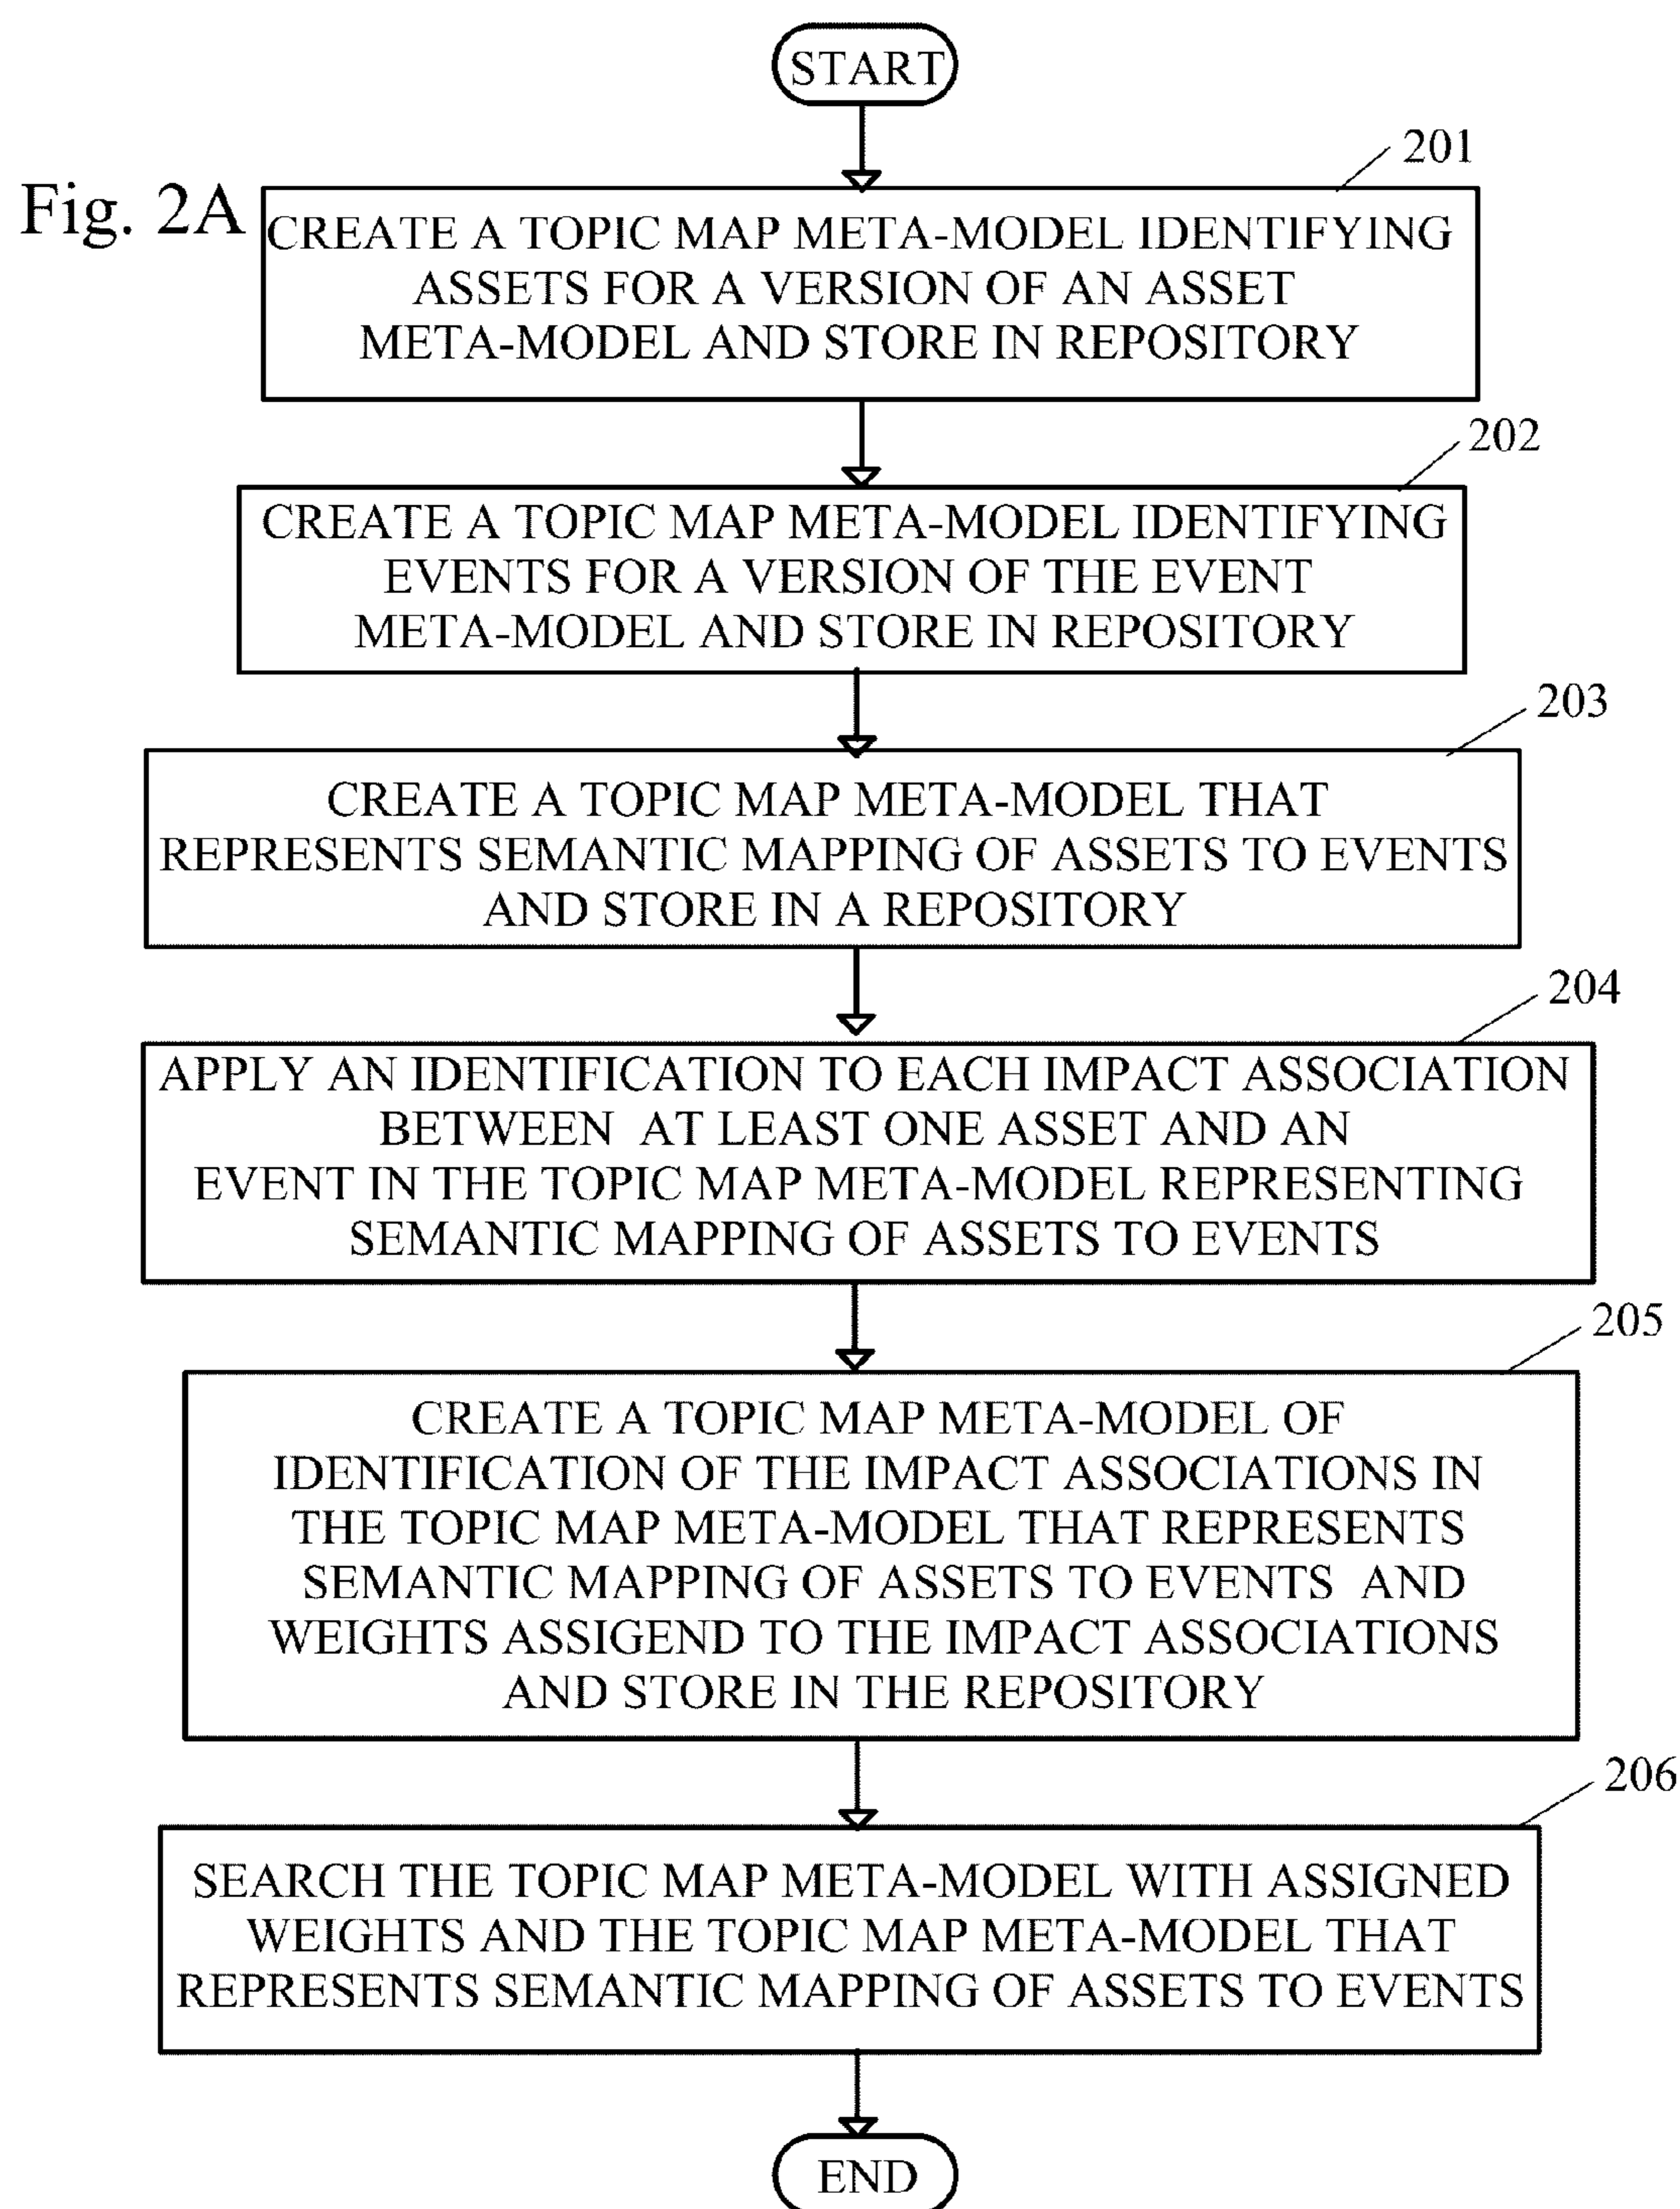 START
201
Fig. 2A
CREATE A TOPIC MAP META-MODEL IDENTIFYING
ASSETS FOR A VERSION OF AN ASSET
META-MODEL AND STORE IN REPOSITORY
202
CREATE A TOPIC MAP META-MODEL IDENTIFYING
EVENTS FOR A VERSION OF THE EVENT
META-MODEL AND STORE IN REPOSITORY
203
CREATE A TOPIC MAP META-MODEL THAT
REPRESENTS SEMANTIC MAPPING OF ASSETS TO EVENTS
AND STORE IN A REPOSITORY
204
APPLY AN IDENTIFICATION TO EACH IMPACT ASSOCIATION
BETWEEN AT LEAST ONE ASSET AND AN
EVENT IN THE TOPIC MAP META-MODEL REPRESENTING
SEMANTIC MAPPING OF ASSETS TO EVENTS
205
CREATE A TOPIC MAP META-MODEL OF
IDENTIFICATION OF THE IMPACT ASSOCIATIONS IN
THE TOPIC MAP META-MODEL THAT REPRESENTS
SEMANTIC MAPPING OF ASSETS TO EVENTS AND
WEIGHTS ASSIGEND TO THE IMPACT ASSOCIATIONS
AND STORE IN THE REPOSITORY
206
SEARCH THE TOPIC MAP META-MODEL WITH ASSIGNED
WEIGHTS AND THE TOPIC MAP META-MODEL THAT
REPRESENTS SEMANTIC MAPPING OF ASSETS TO EVENTS
END